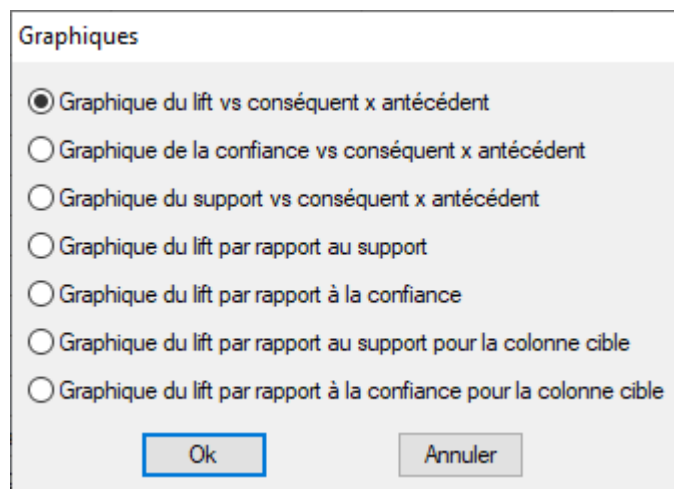 Graphiques
Graphique du lift vs conséquent x antécédent
Graphique de la confiance vs conséquent x antécédent
Graphique du support vs conséquent x antécédent
Graphique du lift par rapport au support
Graphique du lift par rapport à la confiance
Graphique du lift par rapport au support pour la colonne cible
Graphique du lift par rapport à la confiance pour la colonne cible
Ok Annuler